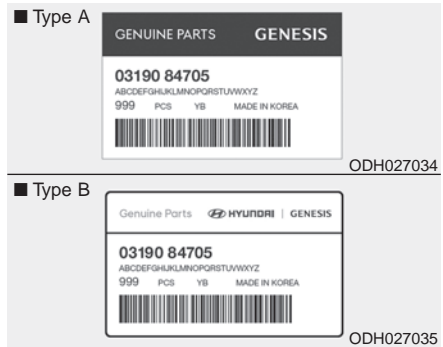 ■ Type A
GENUINE PARTS GENESIS
03190 84705
ABCDEFGHIJKLMNOPQRSTUVWXYZ
999 PCS YB MADE IN KOREA
ODH027034
■ Type B
Genuine Parts HYUNDAI | GENESIS
03190 84705
ABCDEFGHIJKLMNOPQRSTUVWXYZ
999 PCS YB MADE IN KOREA
ODH027035